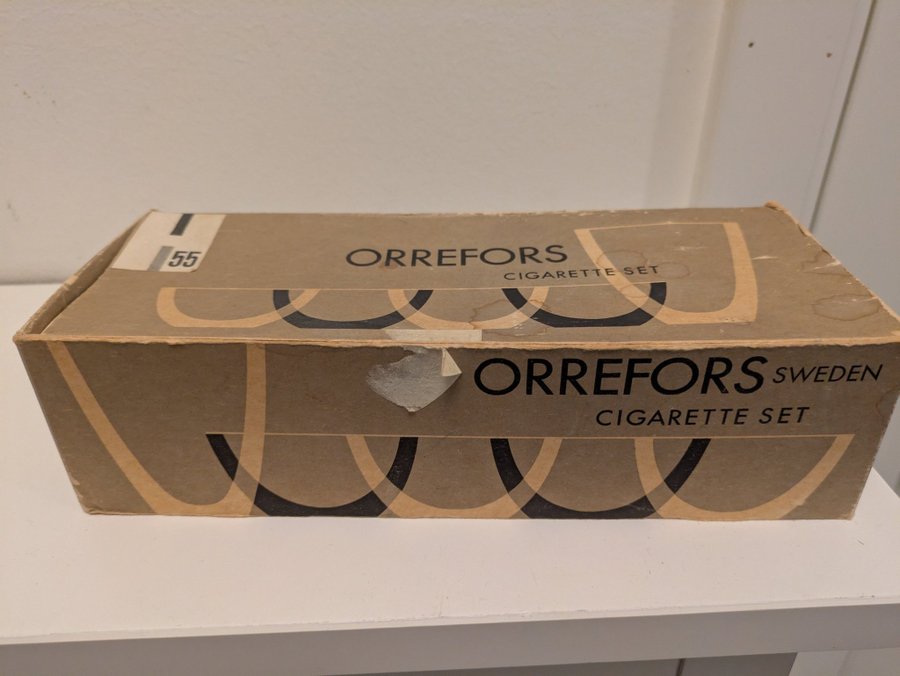 55
ORREFORS
CIGARETTE SET
ORREFORS SWEDEN
CIGARETTE SET